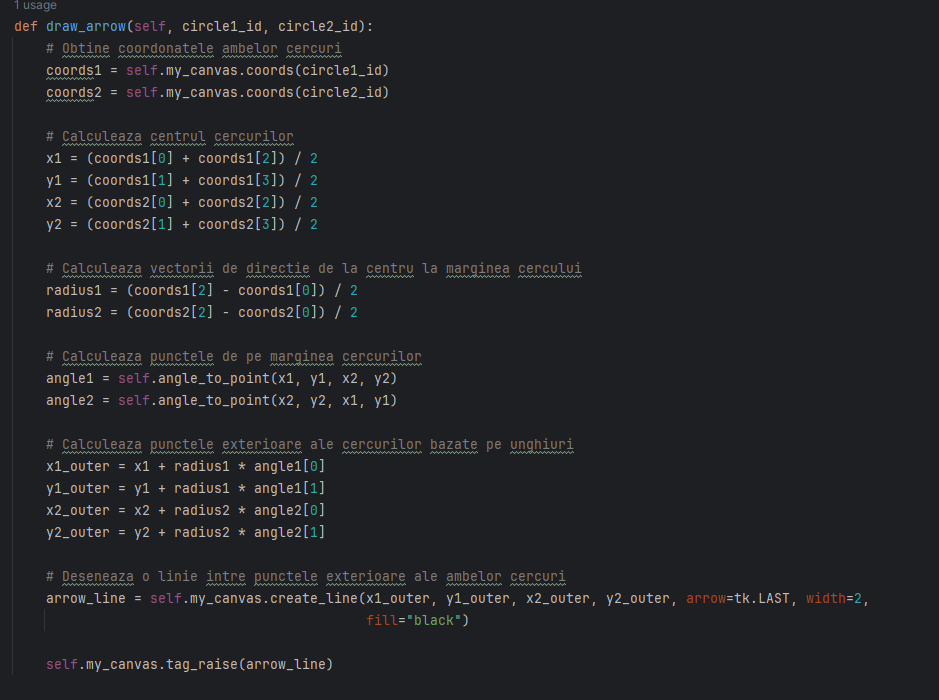 1 usage
def draw_arrow(self, circle1_id, circle2_id):
    # Obtine coordonatele ambelor cercuri
    coords1 = self.my_canvas.coords(circle1_id)
    coords2 = self.my_canvas.coords(circle2_id)

    # Calculeaza centrul cercurilor
    x1 = (coords1[0] + coords1[2]) / 2
    y1 = (coords1[1] + coords1[3]) / 2
    x2 = (coords2[0] + coords2[2]) / 2
    y2 = (coords2[1] + coords2[3]) / 2

    # Calculeaza vectorii de directie de la centru la marginea cercului
    radius1 = (coords1[2] - coords1[0]) / 2
    radius2 = (coords2[2] - coords2[0]) / 2

    # Calculeaza punctele de pe marginea cercurilor
    angle1 = self.angle_to_point(x1, y1, x2, y2)
    angle2 = self.angle_to_point(x2, y2, x1, y1)

    # Calculeaza punctele exterioare ale cercurilor bazate pe unghiuri
    x1_outer = x1 + radius1 * angle1[0]
    y1_outer = y1 + radius1 * angle1[1]
    x2_outer = x2 + radius2 * angle2[0]
    y2_outer = y2 + radius2 * angle2[1]

    # Deseneaza o linie intre punctele exterioare ale ambelor cercuri
    arrow_line = self.my_canvas.create_line(x1_outer, y1_outer, x2_outer, y2_outer, arrow=tk.LAST, width=2,
                                            fill="black")

    self.my_canvas.tag_raise(arrow_line)